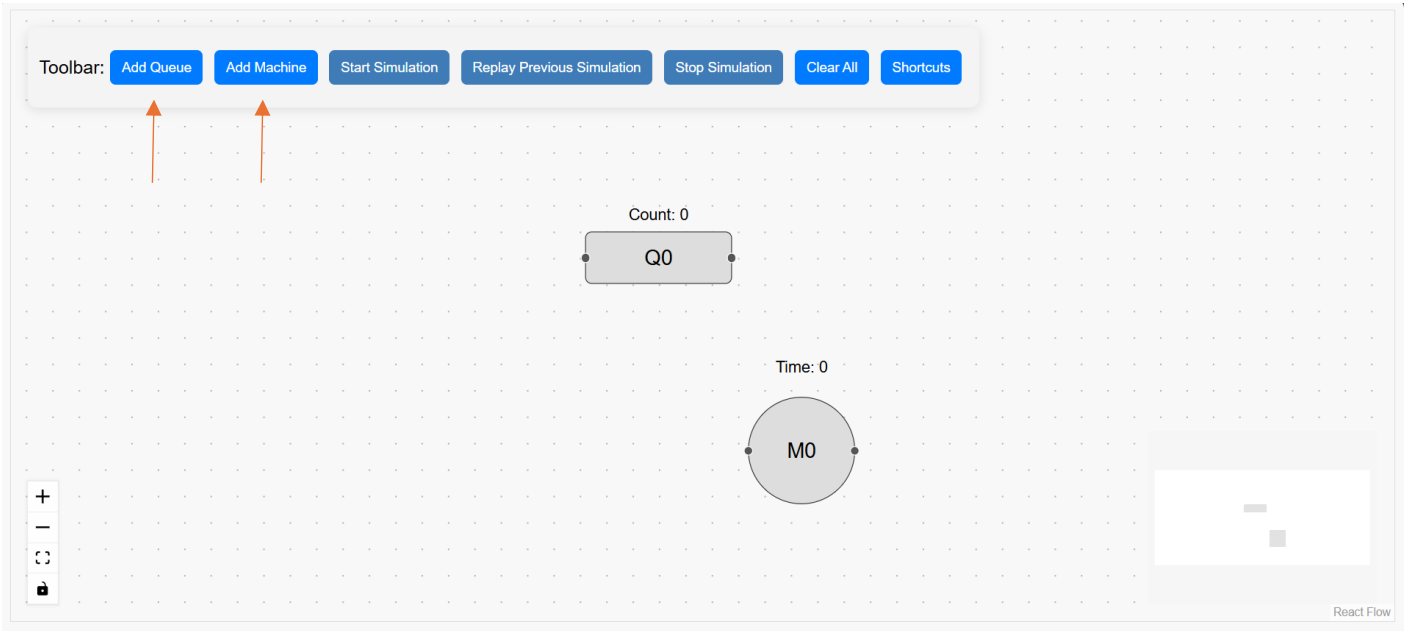 Toolbar: Add Queue Add Machine Start Simulation Replay Previous Simulation Stop Simulation Clear All Shortcuts
Count: 0
Q0
Time: 0
M0
React Flow